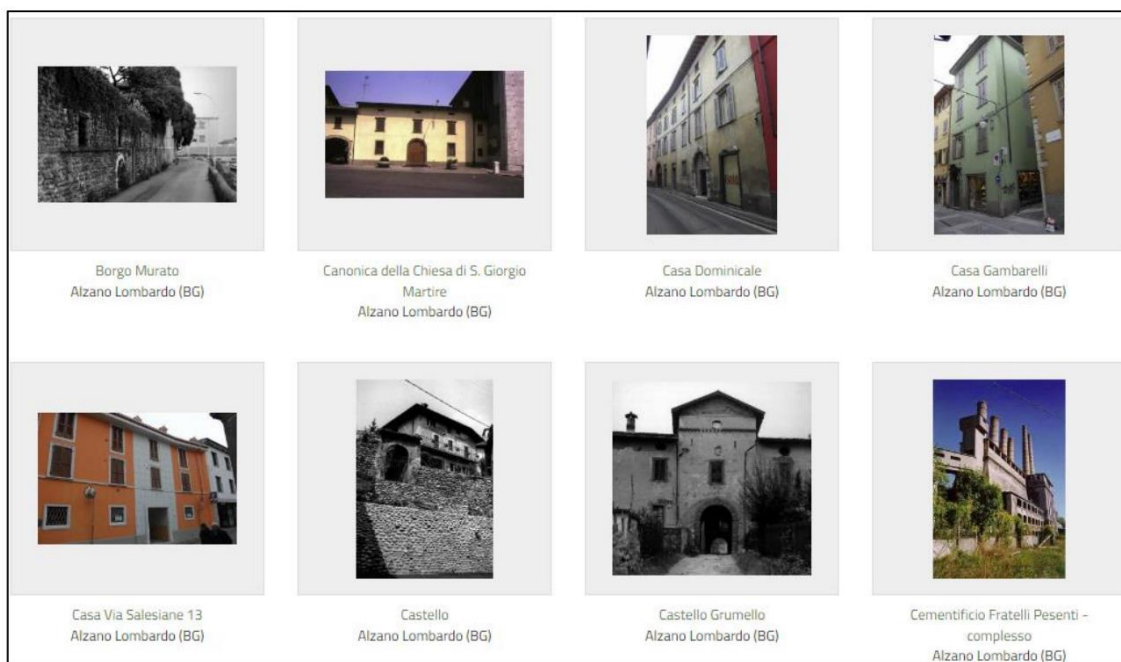 Borgo Murato
Alzano Lombardo (BG)
Canonica della Chiesa di S. Giorgio
Martire
Alzano Lombardo (BG)
Casa Dominicale
Alzano Lombardo (BG)
Casa Gambarelli
Alzano Lombardo (BG)
Casa Via Salesiane 13
Alzano Lombardo (BG)
Castello
Alzano Lombardo (BG)
Castello Grumello
Alzano Lombardo (BG)
Cementificio Fratelli Pesenti -
complesso
Alzano Lombardo (BG)